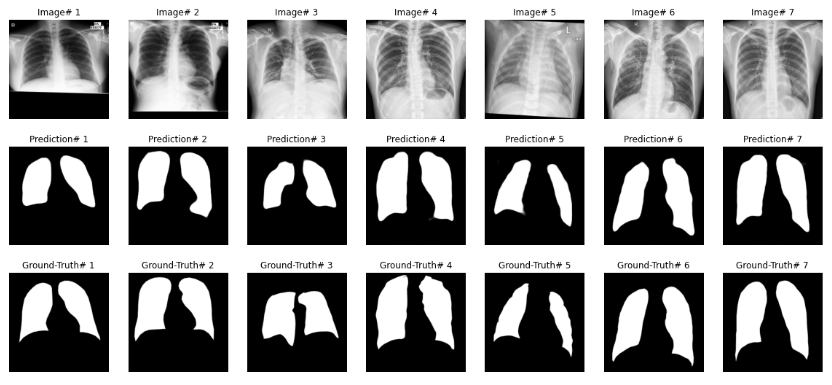 Image# 1 Image# 2 Image# 3 Image# 4 Image# 5 Image# 6 Image# 7
L
Prediction# 1 Prediction# 2 Prediction# 3 Prediction# 4 Prediction# 5 Prediction# 6 Prediction# 7
Ground-Truth# 1 Ground-Truth# 2 Ground-Truth# 3 Ground-Truth# 4 Ground-Truth# 5 Ground-Truth# 6 Ground-Truth# 7